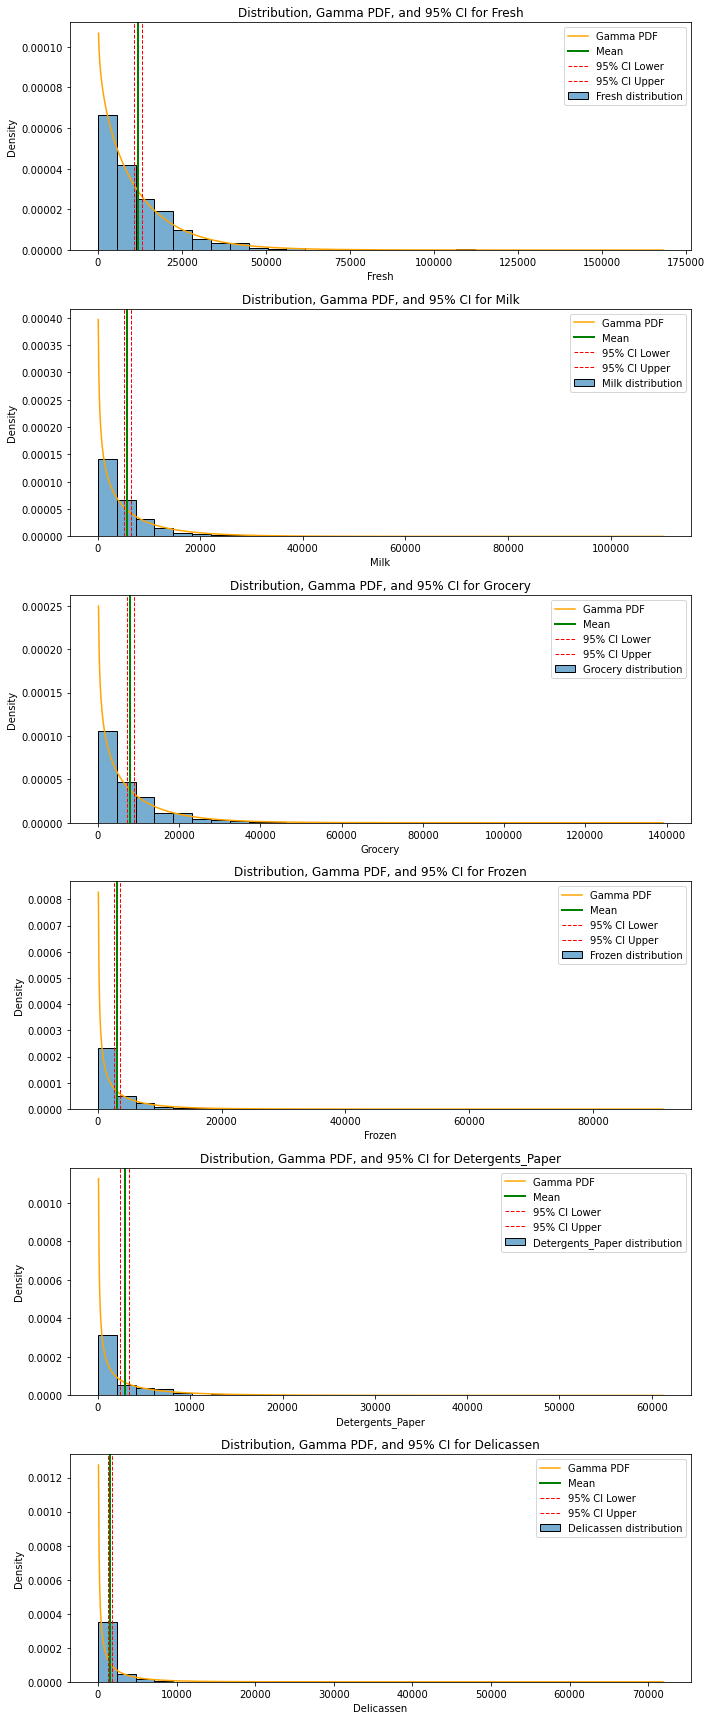 Distribution, Gamma PDF, and 95% CI for Fresh
Gamma PDF
Mean
95% CI Lower
95% CI Upper
Fresh distribution
0.00010
0.00008
0.00006
0.00004
0.00002
0.00000
Density
0 25000 50000 75000 100000 125000 150000 175000
Fresh
Distribution, Gamma PDF, and 95% CI for Milk
Gamma PDF
Mean
95% CI Lower
95% CI Upper
Milk distribution
0.00040
0.00035
0.00030
0.00025
0.00020
0.00015
0.00010
0.00005
0.00000
Density
0 20000 40000 60000 80000 100000
Milk
Distribution, Gamma PDF, and 95% CI for Grocery
Gamma PDF
Mean
95% CI Lower
95% CI Upper
Grocery distribution
0.00025
0.00020
0.00015
0.00010
0.00005
0.00000
Density
0 20000 40000 60000 80000 100000 120000 140000
Grocery
Distribution, Gamma PDF, and 95% CI for Frozen
Gamma PDF
Mean
95% CI Lower
95% CI Upper
Frozen distribution
0.0008
0.0007
0.0006
0.0005
0.0004
0.0003
0.0002
0.0001
0.0000
Density
0 20000 40000 60000 80000
Frozen
Distribution, Gamma PDF, and 95% CI for Detergents_Paper
Gamma PDF
Mean
95% CI Lower
95% CI Upper
Detergents_Paper distribution
0.0010
0.0008
0.0006
0.0004
0.0002
0.0000
Density
0 10000 20000 30000 40000 50000 60000
Detergents_Paper
Distribution, Gamma PDF, and 95% CI for Delicassen
Gamma PDF
Mean
95% CI Lower
95% CI Upper
Delicassen distribution
0.0012
0.0010
0.0008
0.0006
0.0004
0.0002
0.0000
Density
0 10000 20000 30000 40000 50000 60000 70000
Delicassen